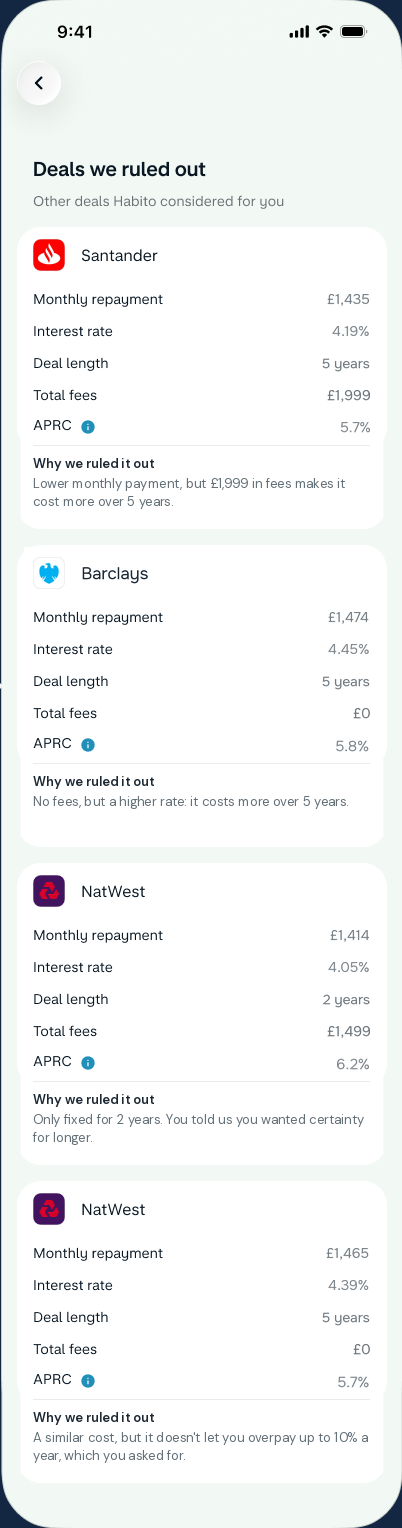 9:41
Deals we ruled out
Other deals Habito considered for you
Santander
Monthly repayment £1,435
Interest rate 4.19%
Deal length 5 years
Total fees £1,999
APRC 5.7%
Why we ruled it out
Lower monthly payment, but £1,999 in fees makes it
cost more over 5 years.
Barclays
Monthly repayment £1,474
Interest rate 4.45%
Deal length 5 years
Total fees £0
APRC 5.8%
Why we ruled it out
No fees, but a higher rate: it costs more over 5 years.
NatWest
Monthly repayment £1,414
Interest rate 4.05%
Deal length 2 years
Total fees £1,499
APRC 6.2%
Why we ruled it out
Only fixed for 2 years. You told us you wanted certainty
for longer.
NatWest
Monthly repayment £1,465
Interest rate 4.39%
Deal length 5 years
Total fees £0
APRC 5.7%
Why we ruled it out
A similar cost, but it doesn't let you overpay up to 10% a
year, which you asked for.